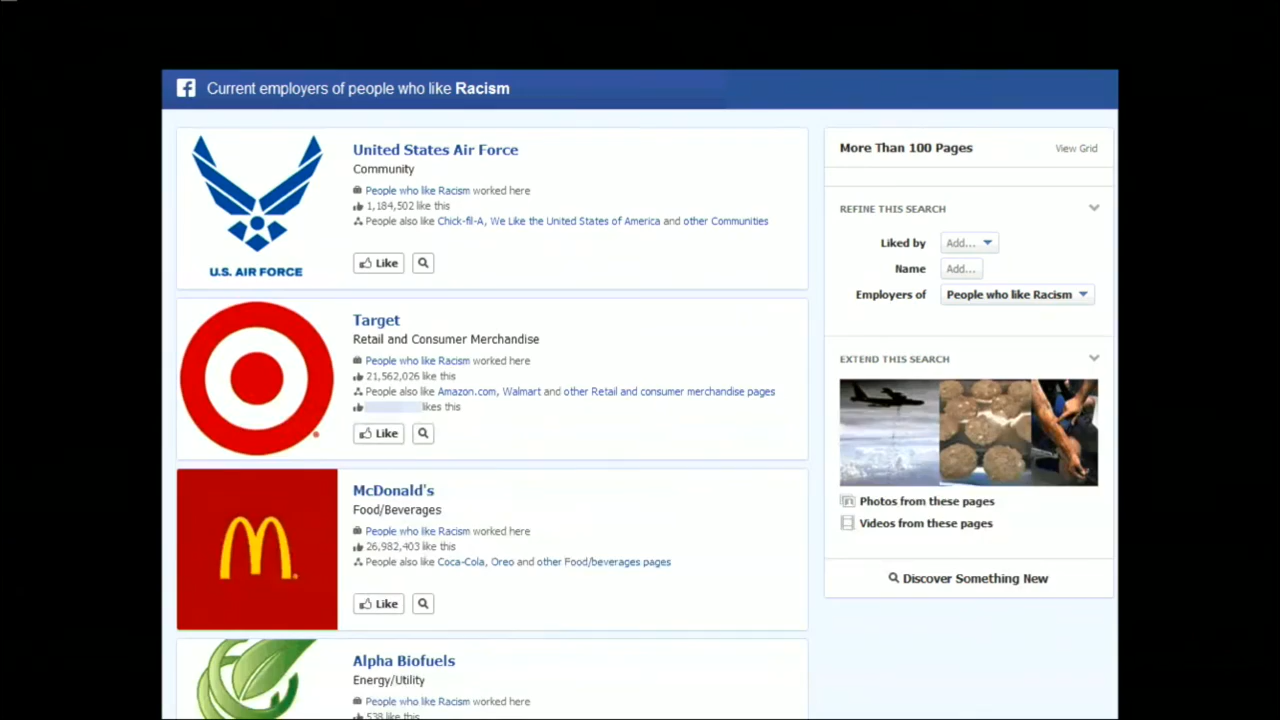 Current employers of people who like Racism
U.S. AIR FORCE
United States Air Force
Community
People who like Racism worked here
1,184,502 like this
People also like Chick-fil-A, We Like the United States of America and other Communities
Like
Target
Retail and Consumer Merchandise
People who like Racism worked here
21,562,026 like this
People also like Amazon.com, Walmart and other Retail and consumer merchandise pages
likes this
Like
McDonald's
Food/Beverages
People who like Racism worked here
26,982,403 like this
People also like Coca-Cola, Oreo and other Food/beverages pages
Like
Alpha Biofuels
Energy/Utility
People who like Racism worked here
538 like this
More Than 100 Pages View Grid
REFINE THIS SEARCH
Liked by Add...
Name Add...
Employers of People who like Racism
EXTEND THIS SEARCH
Photos from these pages
Videos from these pages
Discover Something New